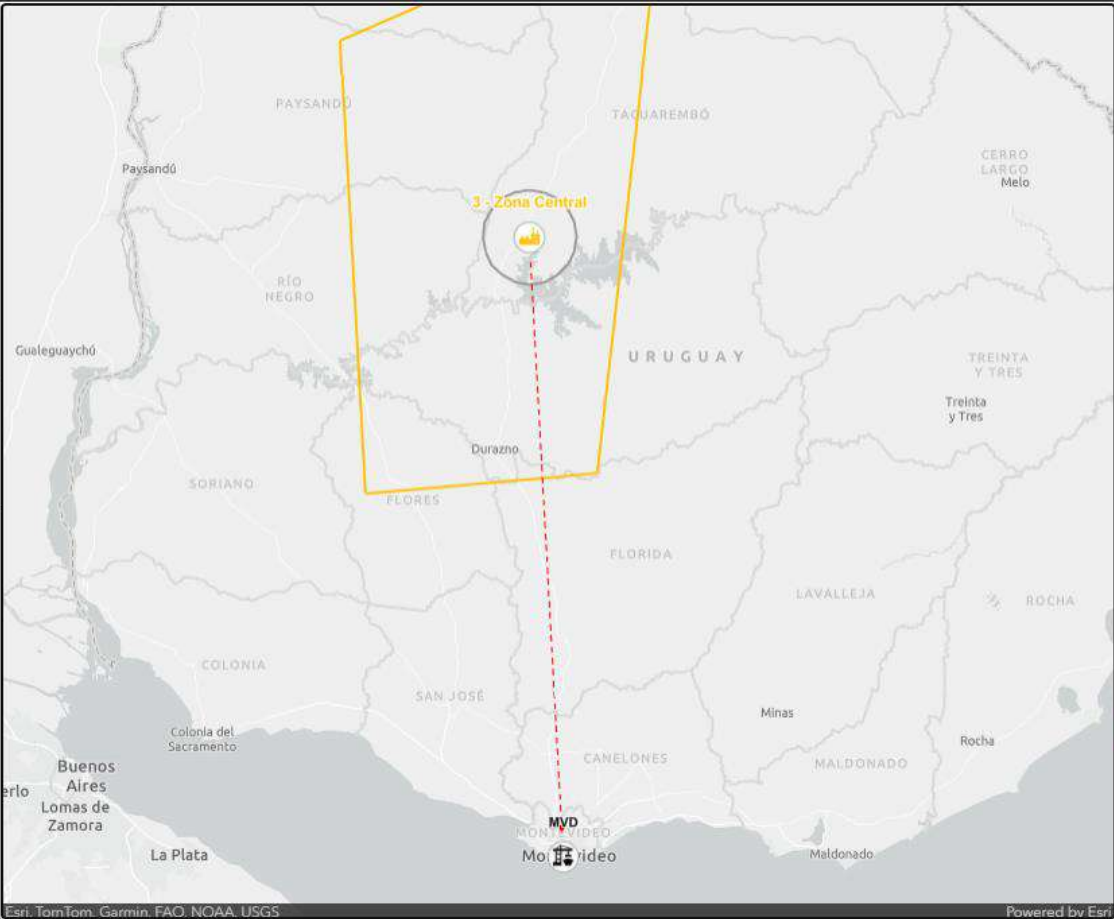 PAYSANDÚ
TACUAREMBÓ
CERRO
LARGO
Melo
Paysandú
3 - Zona Central
RÍO
NEGRO
Gualeguaychú
URUGUAY
TREINTA
Y TRES
Treinta
y Tres
Durazno
SORIANO
FLORES
FLORIDA
LAVALLEJA
ROCHA
COLONIA
SAN JOSÉ
Minas
Colonia del
Sacramento
Rocha
CANELONES
MALDONADO
Buenos
Aires
erlo
Lomas de
Zamora
MVD
MONTEVIDEO
Montevideo
La Plata
Maldonado
Esri, TomTom, Garmin, FAO, NOAA, USGS
Powered by Esri